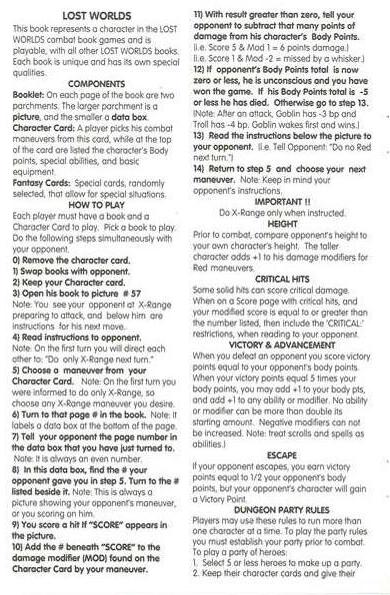 LOST WORLDS
This book represents a character in the LOST
WORLDS combat book games and is
playable, with all other LOST WORLDS books.
Each book is unique and has its own special
qualities.
COMPONENTS
Booklet: On each page of the book are two
parchments. The larger parchment is a
picture, and the smaller a data box.
Character Card: A player picks his combat
maneuvers from this card, while at the top
of the card are listed the character's Body
points, special abilities, and basic
equipment.
Fantasy Cards: Special cards, randomly
selected, that allow for special situations.
HOW TO PLAY
Each player must have a book and a
Character Card to play. Pick a book to play.
Do the following steps simultaneously with
your opponent.
0) Remove the character card.
1) Swap books with opponent.
2) Keep your Character card.
3) Open his book to picture # 57
Note: You see your opponent at X-Range
preparing to attack, and below him are
instructions for his next move.
4) Read instructions to opponent.
Note: On the first turn you will direct each
other to: "Do only X-Range next turn."
5) Choose a maneuver from your
Character Card. Note: On the first turn you
were informed to do only X-Range, so
choose any X-Range maneuver you desire.
6) Turn to that page # in the book. Note: It
labels a data box at the bottom of the page.
7) Tell your opponent the page number in
the data box that you have just turned to.
Note: It is always an even number.
8) In this data box, find the # your
opponent gave you in step 5. Turn to the #
listed beside it. Note: This is always a
picture showing your opponent's maneuver,
or you scoring on him.
9) You score a hit if "SCORE" appears in
the picture.
10) Add the # beneath "SCORE" to the
damage modifier (MOD) found on the
Character Card by your maneuver.
11) With result greater than zero, tell your
opponent to subtract that many points of
damage from his character's Body Points.
(i.e. Score 5 & Mod 1 = 6 points damage.)
(i.e. Score 1 & Mod -2 = missed by a whisker.)
12) If opponent's Body Points total is now
zero or less, he is unconscious and you have
won the game. If his Body Points total is -5
or less he has died. Otherwise go to step 13.
(Note: After an attack, Goblin has -3 bp and
Troll has -4 bp. Goblin wakes first and wins.)
13) Read the instructions below the picture to
your opponent. (i.e. Tell Opponent: "Do no Red
next turn.")
14) Return to step 5 and choose your next
maneuver. Note: Keep in mind your
opponent's instructions.
IMPORTANT !!
Do X-Range only when instructed.
HEIGHT
Prior to combat, compare opponent's height to
your own character's height. The taller
character adds +1 to his damage modifiers for
Red maneuvers.
CRITICAL HITS
Some solid hits can score critical damage.
When on a Score page with critical hits, and
your modified score is equal to or greater than
the number listed, then include the 'CRITICAL:'
restrictions, when reading to your opponent.
VICTORY & ADVANCEMENT
When you defeat an opponent you score victory
points equal to your opponent's body points.
When your victory points equal 5 times your
body points, you may add +1 to your body pts,
and add +1 to any ability or modifier. No ability
or modifier can be more than double its
starting amount. Negative modifiers can not
be increased. Note: treat scrolls and spells as
abilities.)
ESCAPE
If your opponent escapes, you earn victory
points equal to 1/2 your opponent's body
points, but your opponent's character will gain
a Victory Point.
DUNGEON PARTY RULES
Players may use these rules to run more than
one character at a time. To play the party rules
you must establish your party prior to combat.
To play a party of heroes:
1. Select 5 or less heroes to make up a party.
2. Keep their character cards and give their